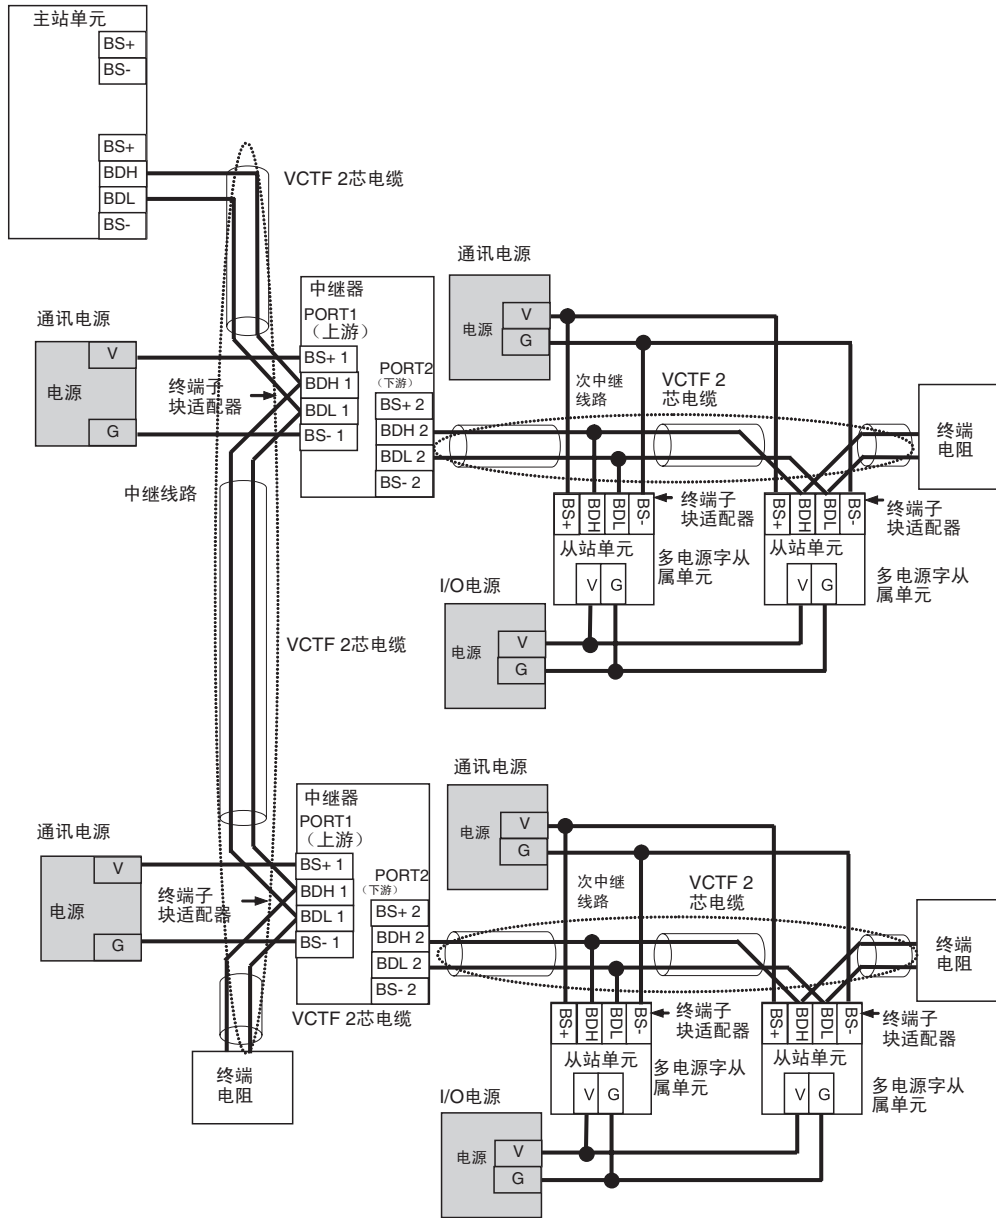 主站单元
BS+
BS-
BS+
BDH
BDL
BS-
VCTF 2芯电缆
通讯电源
V
电源
G
中继器
PORT1
（上游）
BS+ 1
BDH 1
BDL 1
BS- 1
PORT2
（下游）
BS+ 2
BDH 2
BDL 2
BS- 2
终端子
块适配器
中继线路
通讯电源
电源
V
G
次中继
线路
VCTF 2
芯电缆
终端
电阻
BS+
BDH
BDL
BS-
终端子
块适配器
从站单元
V
G
多电源字从
属单元
BS+
BDH
BDL
BS-
终端子
块适配器
从站单元
V
G
多电源字从
属单元
I/O电源
电源
V
G
VCTF 2芯电缆
通讯电源
V
电源
G
中继器
PORT1
（上游）
BS+ 1
BDH 1
BDL 1
BS- 1
PORT2
（下游）
BS+ 2
BDH 2
BDL 2
BS- 2
终端子
块适配器
VCTF 2芯电缆
终端
电阻
通讯电源
电源
V
G
次中继
线路
VCTF 2
芯电缆
终端
电阻
BS+
BDH
BDL
BS-
终端子
块适配器
从站单元
V
G
多电源字从
属单元
BS+
BDH
BDL
BS-
终端子
块适配器
从站单元
V
G
多电源字从
属单元
I/O电源
电源
V
G